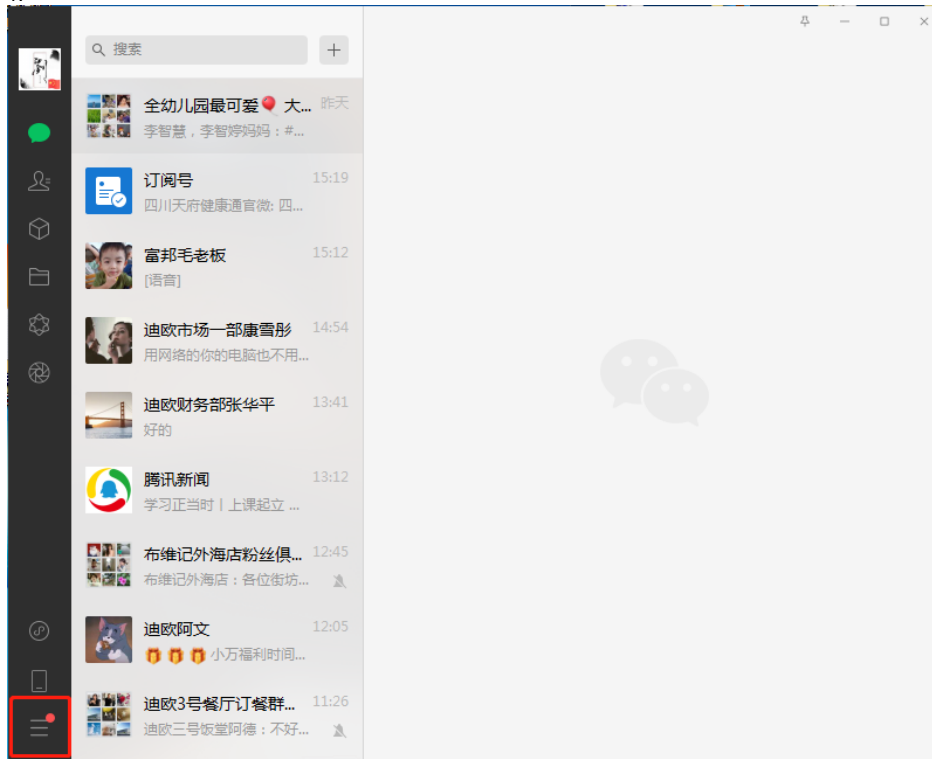 搜索
全幼儿园最可爱🎈 大... 昨天
李智慧，李智婷妈妈：#...
订阅号 15:19
四川天府健康通官微: 四...
富邦毛老板 15:12
[语音]
迪欧市场一部康雪彤 14:54
用网络的你的电脑也不用...
迪欧财务部张华平 13:41
好的
腾讯新闻 13:12
学习正当时丨上课起立 ...
布维记外海店粉丝俱... 12:45
布维记外海店：各位街坊...
迪欧阿文 12:05
🎁 🎁 🎁 小万福利时间...
迪欧3号餐厅订餐群... 11:26
迪欧三号饭堂阿德：不好...